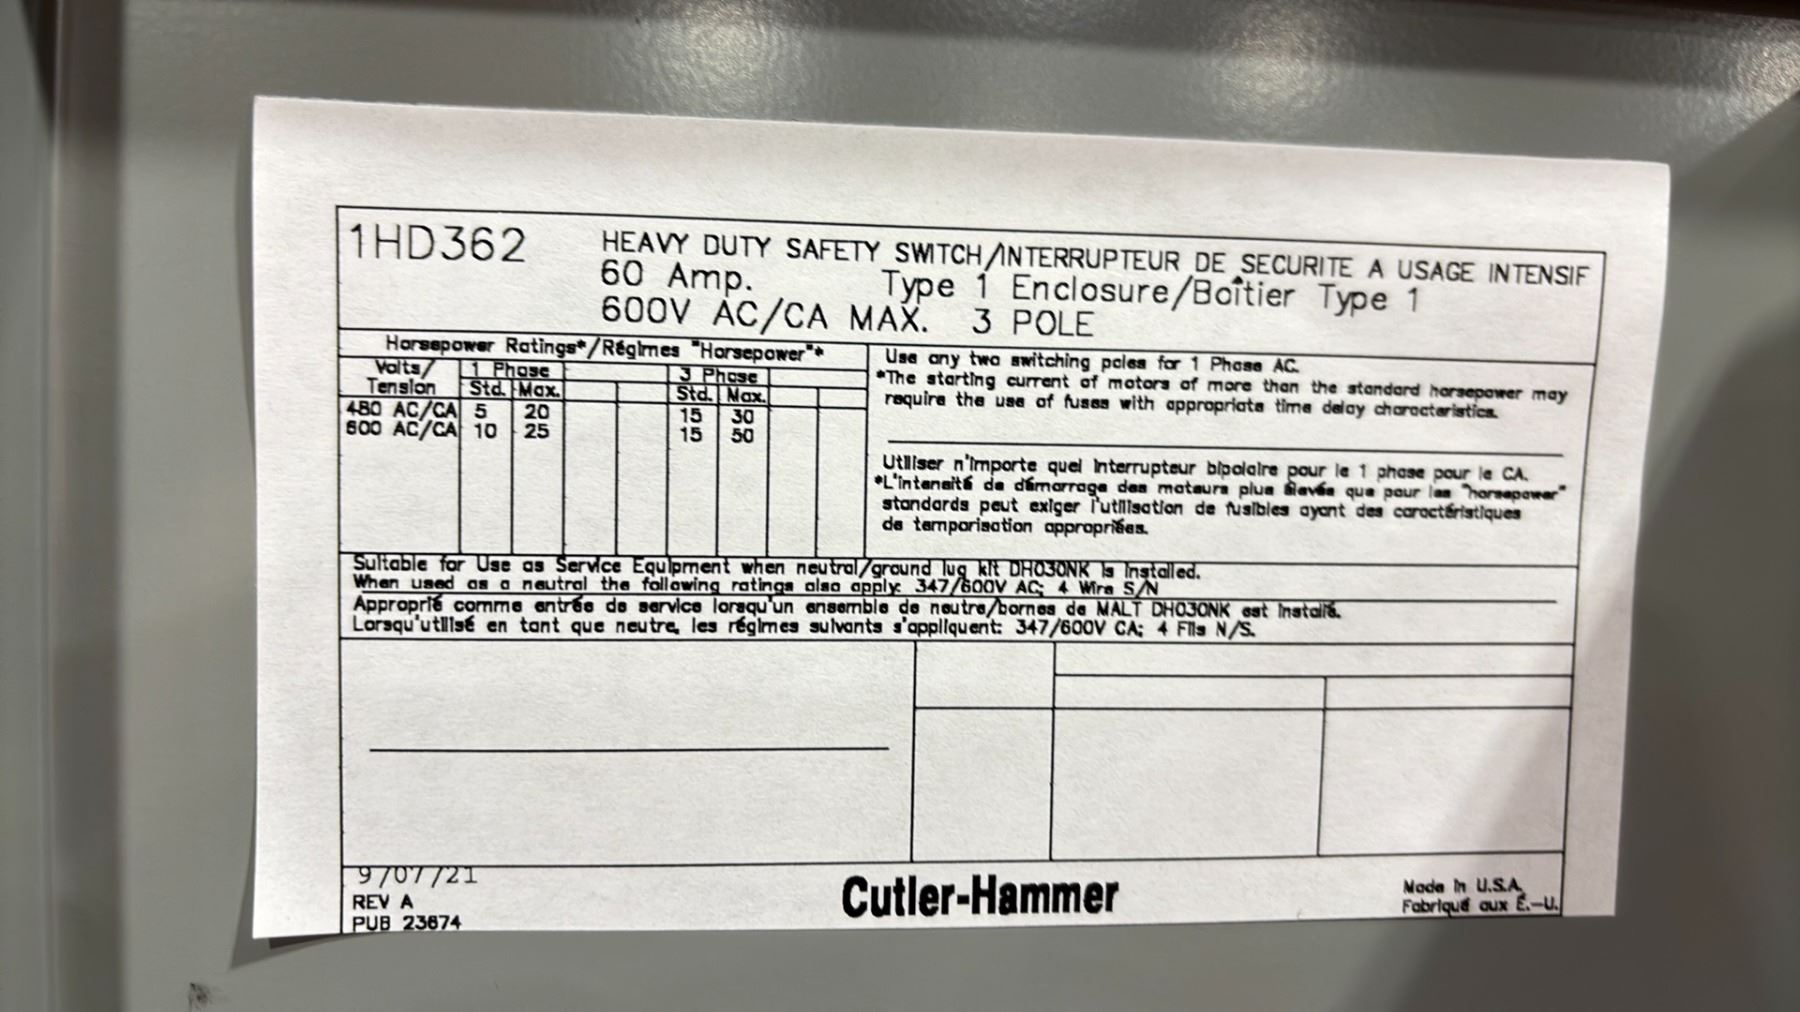 1HD362
HEAVY DUTY SAFETY SWITCH/INTERRUPTEUR DE SECURITE A USAGE INTENSIF
60 Amp. Type 1 Enclosure/Boîtier Type 1
600V AC/CA MAX. 3 POLE
Horsepower Ratings*/Régimes "Horsepower"*
Volts/ 1 Phase 3 Phase
Tension Std. Max. Std. Max.
480 AC/CA 5 20 15 30
600 AC/CA 10 25 15 50
Use any two switching poles for 1 Phase AC.
*The starting current of motors of more than the standard horsepower may
require the use of fuses with appropriate time delay characteristics.
Utiliser n'importe quel interrupteur bipolaire pour le 1 phase pour le CA.
*L'intensité de démarrage des moteurs plus élevés que pour les "horsepower"
standards peut exiger l'utilisation de fusibles ayant des caractéristiques
de temporisation appropriées.
Suitable for Use as Service Equipment when neutral/ground lug kit DH030NK is installed.
When used as a neutral the following ratings also apply: 347/600V AC; 4 Wire S/N
Approprié comme entrée de service lorsqu'un ensemble de neutre/bornes de MALT DH030NK est installé.
Lorsqu'utilisé en tant que neutre, les régimes suivants s'appliquent: 347/600V CA; 4 Fils N/S.
9/07/21
REV A
PUB 23674
Cutler-Hammer
Made in U.S.A.
Fabriqué aux É.-U.